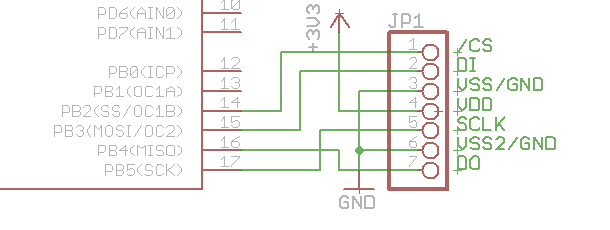 PD6(AIN0) 10
PD7(AIN1) 11
PB0(ICP) 12
PB1(OC1A) 13
PB2(SS/OC1B) 14
PB3(MOSI/OC2) 15
PB4(MISO) 16
PB5(SCK) 17
+3V3
JP1
1 /CS
2 DI
3 VSS/GND
4 VDD
5 SCLK
6 VSS2/GND
7 DO
GND